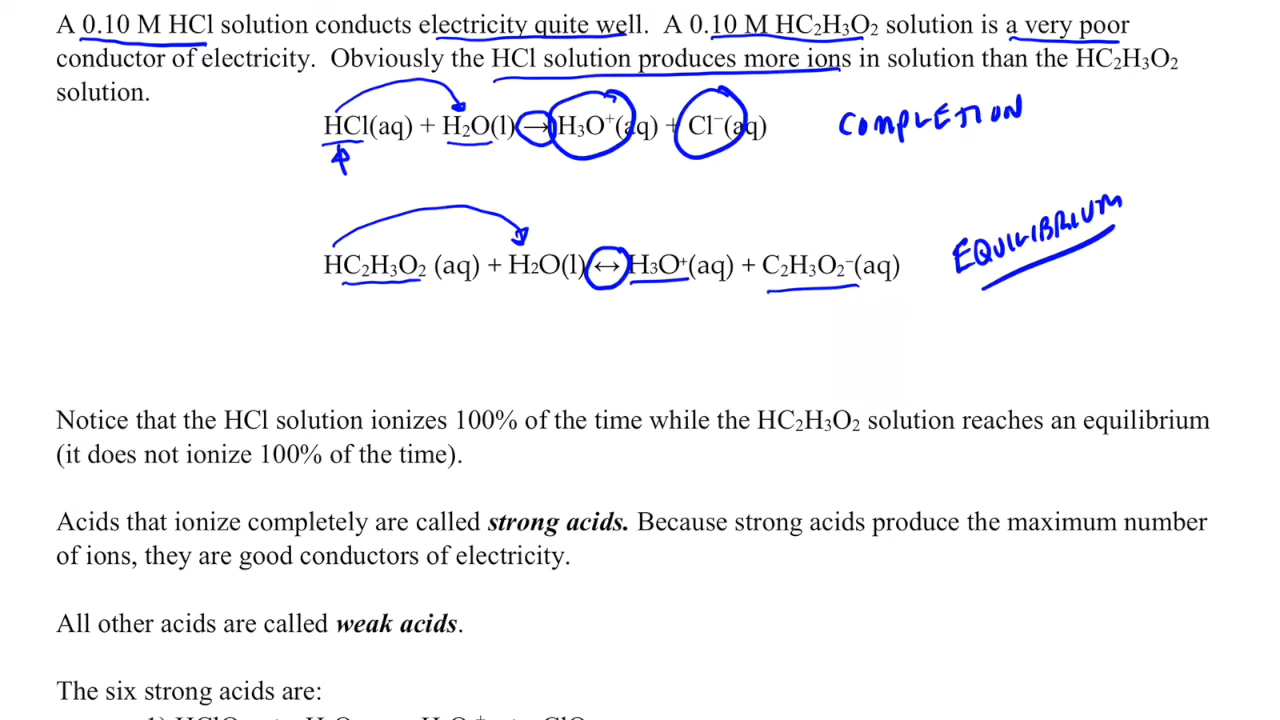 A 0.10 M HCl solution conducts electricity quite well.  A 0.10 M HC₂H₃O₂ solution is a very poor
conductor of electricity.  Obviously the HCl solution produces more ions in solution than the HC₂H₃O₂
solution.
HCl(aq) + H₂O(l) → H₃O⁺(aq) + Cl⁻(aq) COMPLETION
HC₂H₃O₂ (aq) + H2O(l) ↔ H₃O⁺(aq) + C₂H₃O₂⁻(aq) EQUILIBRIUM
Notice that the HCl solution ionizes 100% of the time while the HC₂H₃O₂ solution reaches an equilibrium
(it does not ionize 100% of the time).
Acids that ionize completely are called strong acids. Because strong acids produce the maximum number
of ions, they are good conductors of electricity.
All other acids are called weak acids.
The six strong acids are: